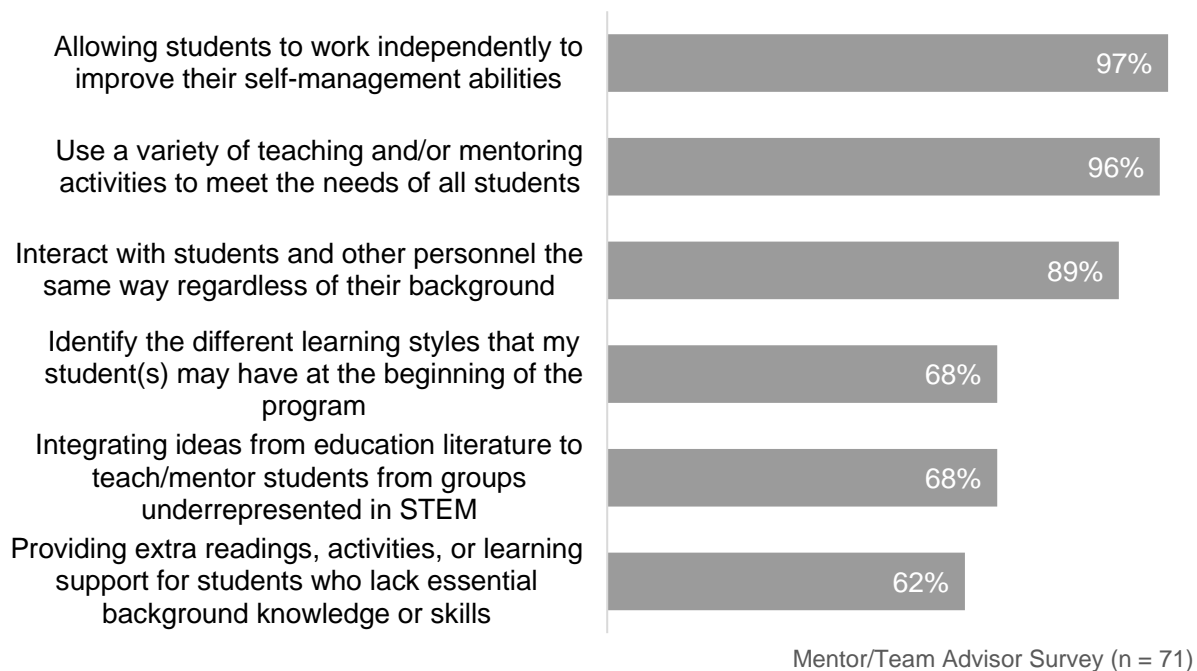 Allowing students to work independently to
improve their self-management abilities
97%
Use a variety of teaching and/or mentoring
activities to meet the needs of all students
96%
Interact with students and other personnel the
same way regardless of their background
89%
Identify the different learning styles that my
student(s) may have at the beginning of the
program
68%
Integrating ideas from education literature to
teach/mentor students from groups
underrepresented in STEM
68%
Providing extra readings, activities, or learning
support for students who lack essential
background knowledge or skills
62%
Mentor/Team Advisor Survey (n = 71)